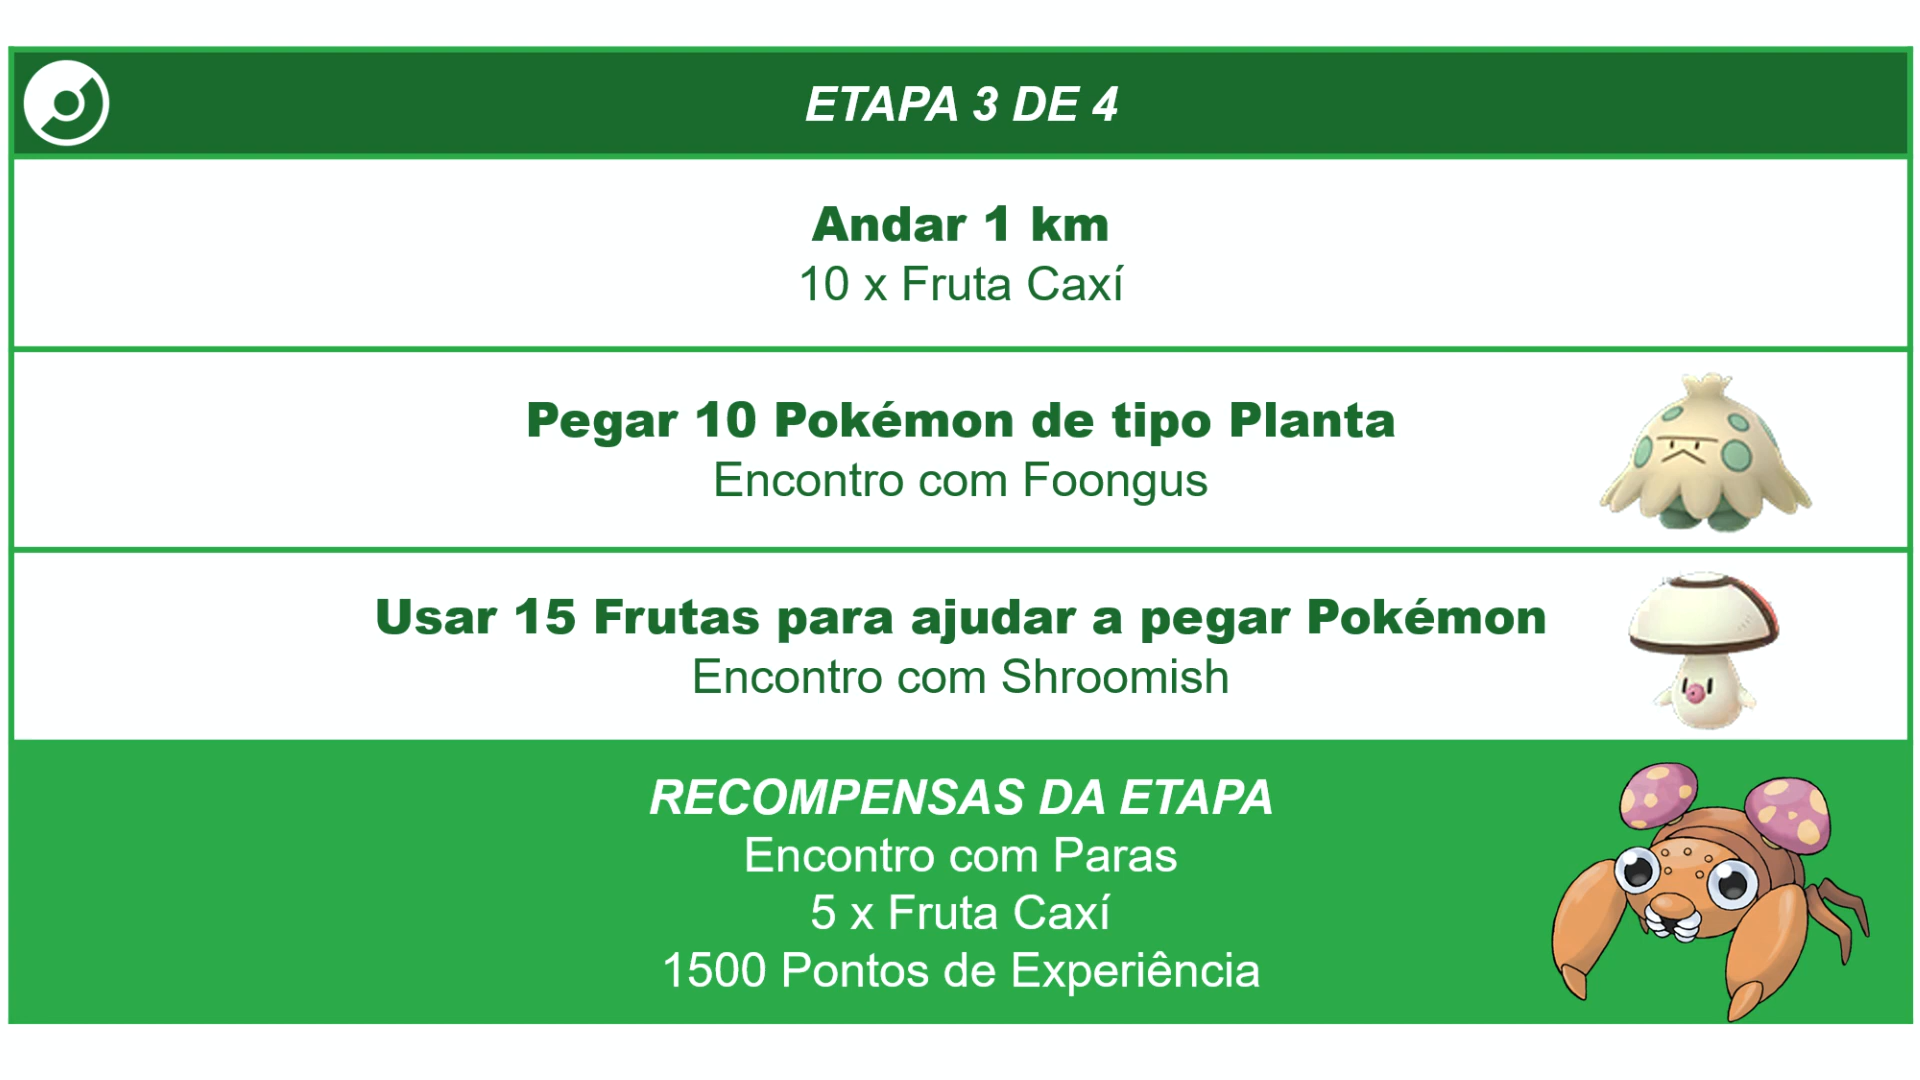 ETAPA 3 DE 4
Andar 1 km
10 x Fruta Caxí
Pegar 10 Pokémon de tipo Planta
Encontro com Foongus
Usar 15 Frutas para ajudar a pegar Pokémon
Encontro com Shroomish
RECOMPENSAS DA ETAPA
Encontro com Paras
5 x Fruta Caxí
1500 Pontos de Experiência